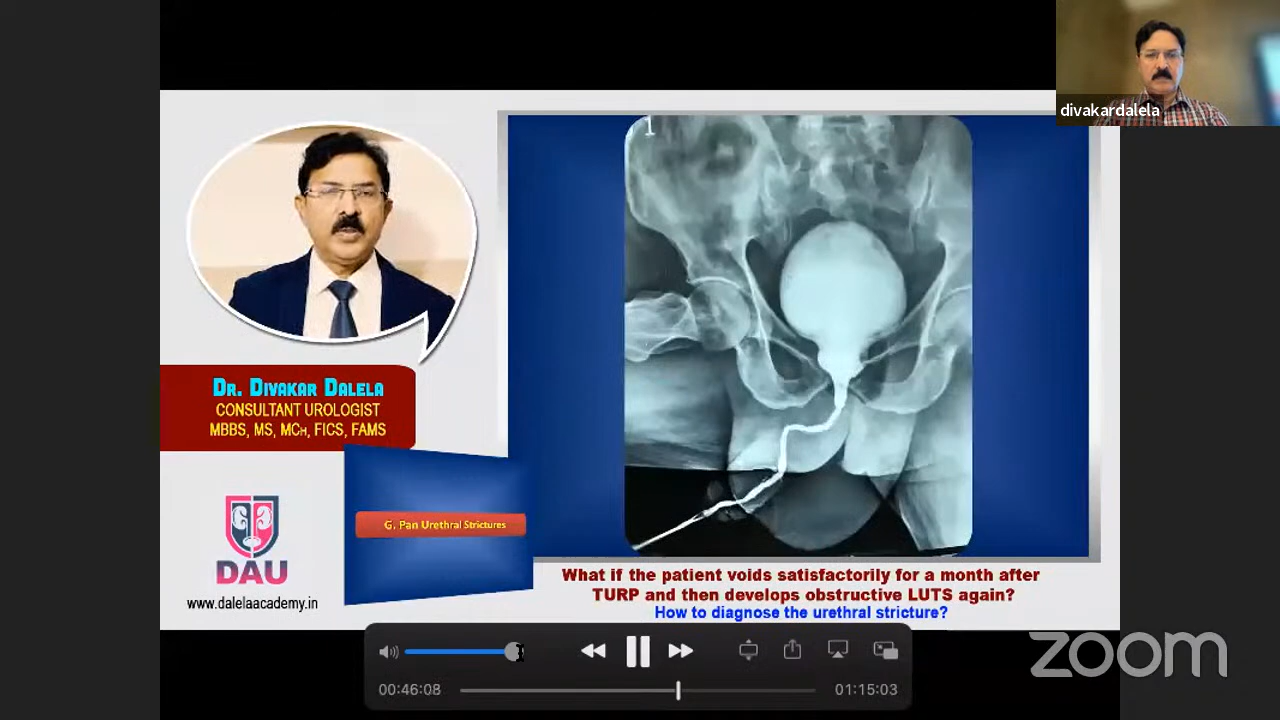 divakardalela
1
DR. DIVAKAR DALELA
CONSULTANT UROLOGIST
MBBS, MS, MCH, FICS, FAMS
G. Pan Urethral Strictures
DAU
www.dalelaacademy.in
What if the patient voids satisfactorily for a month after
TURP and then develops obstructive LUTS again?
How to diagnose the urethral stricture?
00:46:08
01:15:03
zoom